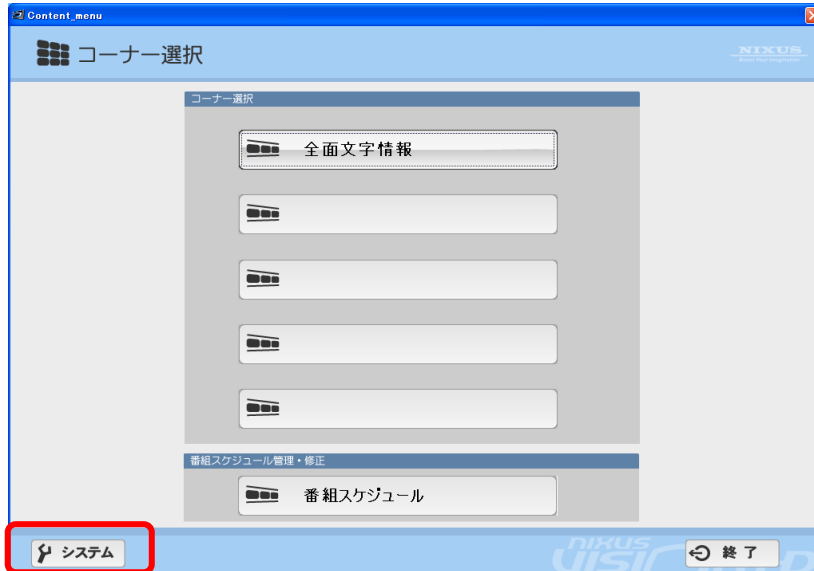 Content_menu
コーナー選択
NIXUS
コーナー選択
全面文字情報
番組スケジュール管理・修正
番組スケジュール
システム
終了